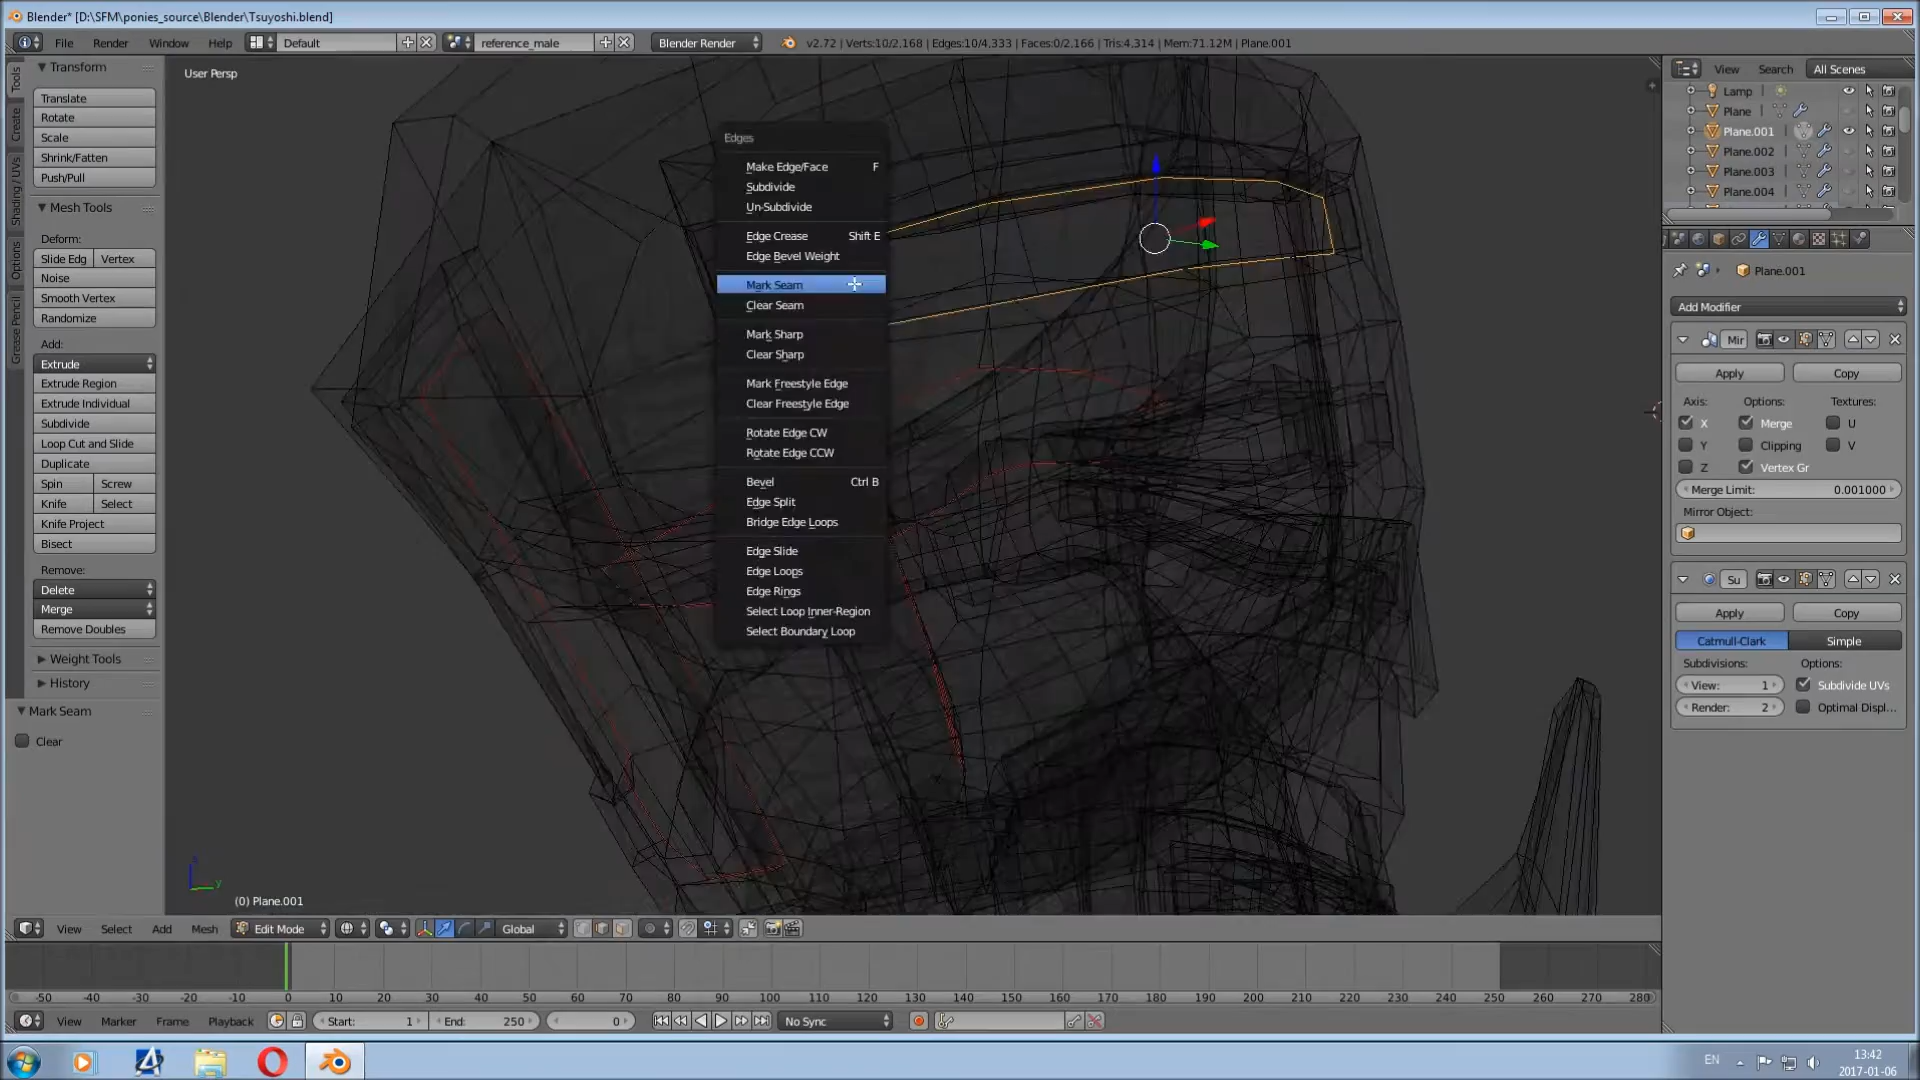 Blender* [D:\SFM\ponies_source\Blender\Tsuyoshi.blend]
File Render Window Help Default reference_male Blender Render v2.72 | Verts:10/2,168 | Edges:10/4,333 | Faces:0/2,166 | Tris:4,314 | Mem:71.12M | Plane.001
Tools
Create
Shading / UVs
Options
Grease Pencil
Transform
Translate
Rotate
Scale
Shrink/Fatten
Push/Pull
Mesh Tools
Deform:
Slide Edg Vertex
Noise
Smooth Vertex
Randomize
Add:
Extrude
Extrude Region
Extrude Individual
Subdivide
Loop Cut and Slide
Duplicate
Spin Screw
Knife Select
Knife Project
Bisect
Remove:
Delete
Merge
Remove Doubles
Weight Tools
History
Mark Seam
Clear
User Persp
Edges
Make Edge/Face F
Subdivide
Un-Subdivide
Edge Crease Shift E
Edge Bevel Weight
Mark Seam
Clear Seam
Mark Sharp
Clear Sharp
Mark Freestyle Edge
Clear Freestyle Edge
Rotate Edge CW
Rotate Edge CCW
Bevel Ctrl B
Edge Split
Bridge Edge Loops
Edge Slide
Edge Loops
Edge Rings
Select Loop Inner-Region
Select Boundary Loop
z
y
(0) Plane.001
View Search All Scenes
Lamp
Plane
Plane.001
Plane.002
Plane.003
Plane.004
Plane.001
Add Modifier
Mir
Apply Copy
Axis: Options: Textures:
X Merge U
Y Clipping V
Z Vertex Gr
Merge Limit: 0.001000
Mirror Object:
Su
Apply Copy
Catmull-Clark Simple
Subdivisions: Options:
View: 1 Subdivide UVs
Render: 2 Optimal Displ...
View Select Add Mesh Edit Mode Global
-50 -40 -30 -20 -10 0 10 20 30 40 50 60 70 80 90 100 110 120 130 140 150 160 170 180 190 200 210 220 230 240 250 260 270 280
View Marker Frame Playback Start: 1 End: 250 0 No Sync
EN
13:42
2017-01-06